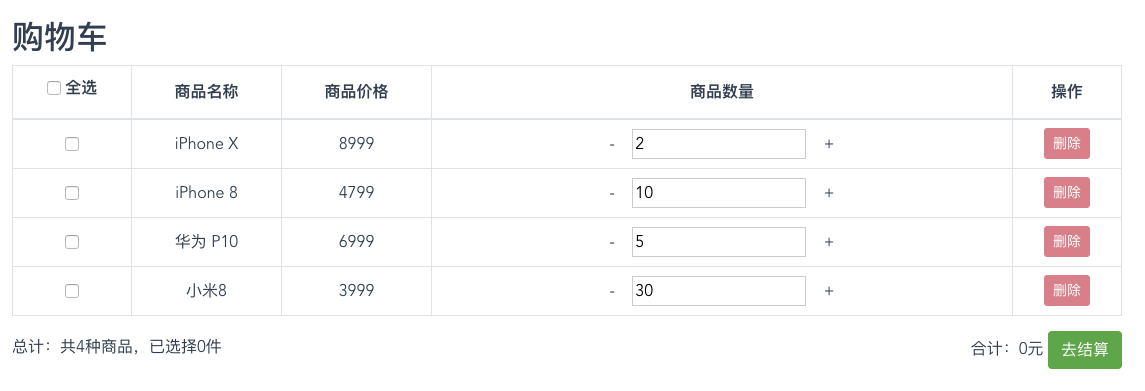 购物车
全选 商品名称 商品价格 商品数量 操作
iPhone X 8999 - 2 + 删除
iPhone 8 4799 - 10 + 删除
华为 P10 6999 - 5 + 删除
小米8 3999 - 30 + 删除
总计：共4种商品，已选择0件 合计：0元 去结算